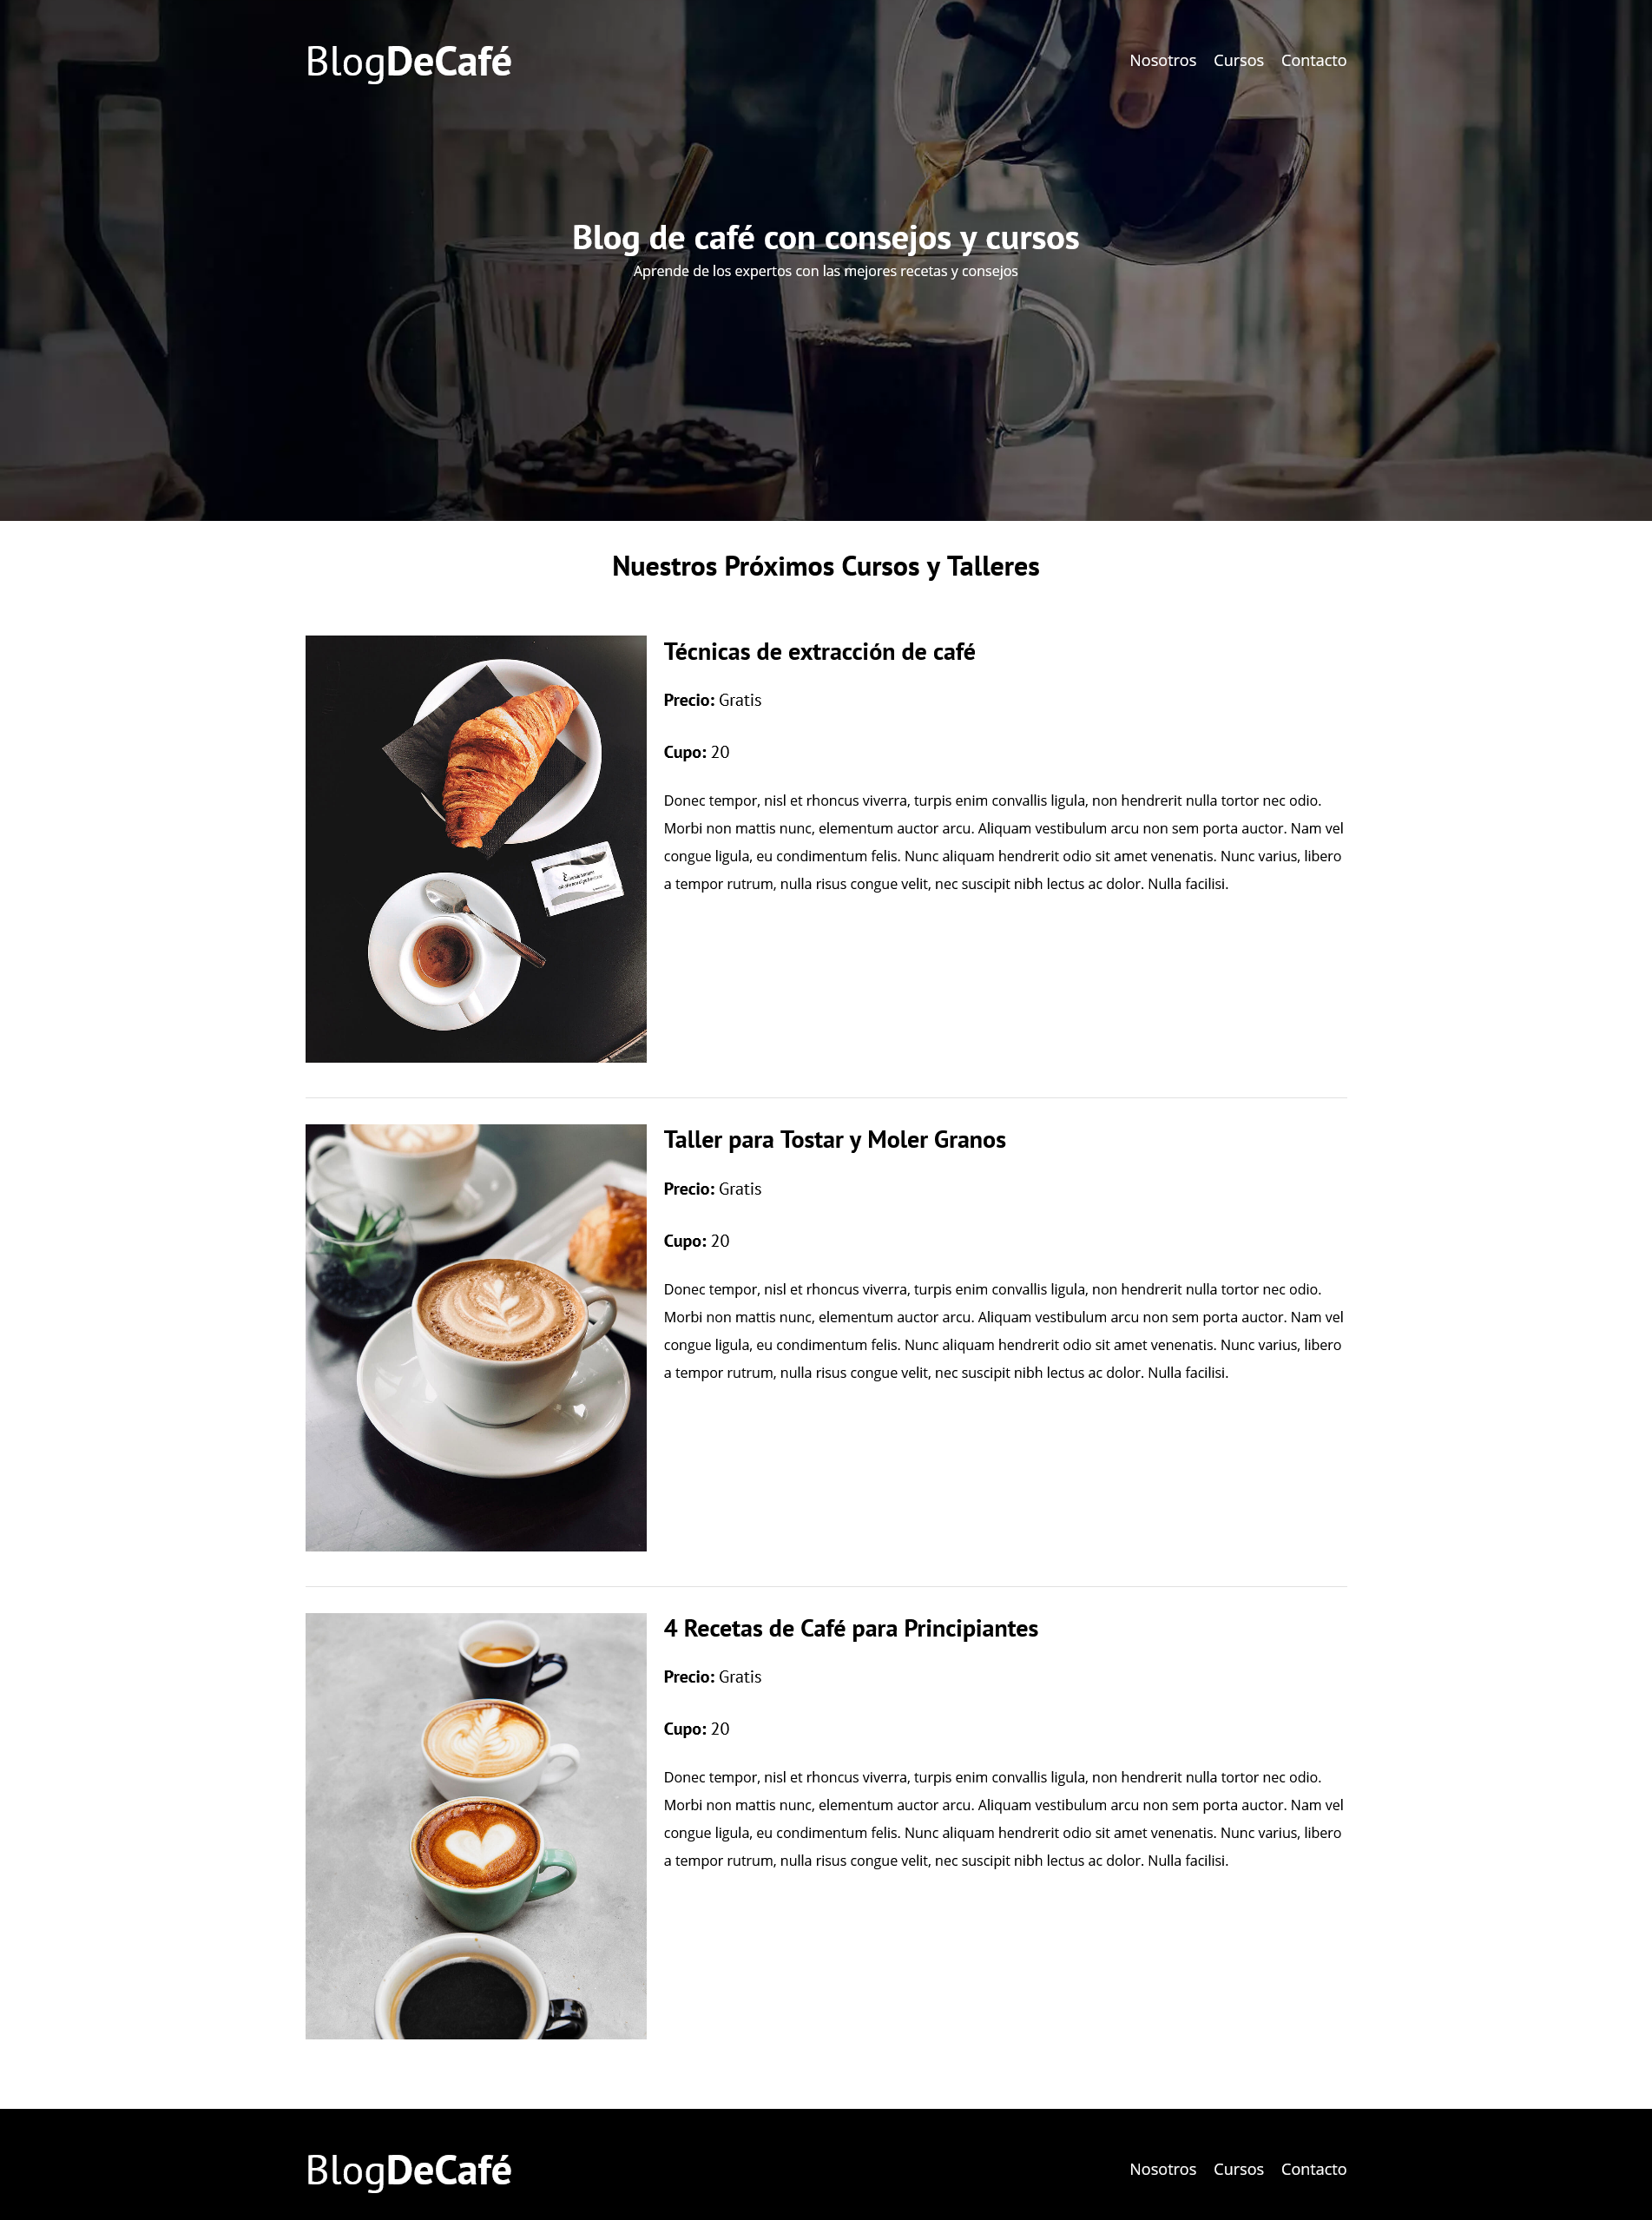 BlogDeCafé
Nosotros Cursos Contacto
Blog de café con consejos y cursos
Aprende de los expertos con las mejores recetas y consejos
Nuestros Próximos Cursos y Talleres
Técnicas de extracción de café
Precio: Gratis
Cupo: 20
Donec tempor, nisl et rhoncus viverra, turpis enim convallis ligula, non hendrerit nulla tortor nec odio.
Morbi non mattis nunc, elementum auctor arcu. Aliquam vestibulum arcu non sem porta auctor. Nam vel
congue ligula, eu condimentum felis. Nunc aliquam hendrerit odio sit amet venenatis. Nunc varius, libero
a tempor rutrum, nulla risus congue velit, nec suscipit nibh lectus ac dolor. Nulla facilisi.
Taller para Tostar y Moler Granos
Precio: Gratis
Cupo: 20
Donec tempor, nisl et rhoncus viverra, turpis enim convallis ligula, non hendrerit nulla tortor nec odio.
Morbi non mattis nunc, elementum auctor arcu. Aliquam vestibulum arcu non sem porta auctor. Nam vel
congue ligula, eu condimentum felis. Nunc aliquam hendrerit odio sit amet venenatis. Nunc varius, libero
a tempor rutrum, nulla risus congue velit, nec suscipit nibh lectus ac dolor. Nulla facilisi.
4 Recetas de Café para Principiantes
Precio: Gratis
Cupo: 20
Donec tempor, nisl et rhoncus viverra, turpis enim convallis ligula, non hendrerit nulla tortor nec odio.
Morbi non mattis nunc, elementum auctor arcu. Aliquam vestibulum arcu non sem porta auctor. Nam vel
congue ligula, eu condimentum felis. Nunc aliquam hendrerit odio sit amet venenatis. Nunc varius, libero
a tempor rutrum, nulla risus congue velit, nec suscipit nibh lectus ac dolor. Nulla facilisi.
BlogDeCafé
Nosotros Cursos Contacto